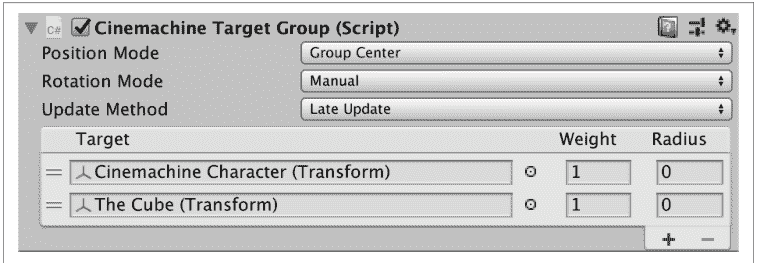 C# Cinemachine Target Group (Script)
Position Mode Group Center
Rotation Mode Manual
Update Method Late Update
Target Weight Radius
Cinemachine Character (Transform) 1 0
The Cube (Transform) 1 0
+ −